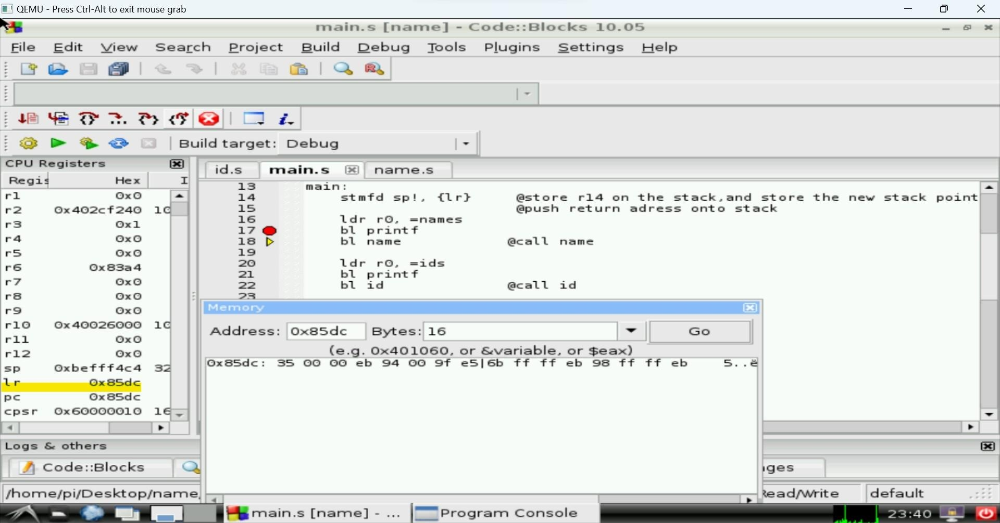 QEMU - Press Ctrl-Alt to exit mouse grab
main.s [name] - Code::Blocks 10.05
File Edit View Search Project Build Debug Tools Plugins Settings Help
Build target: Debug
CPU Registers
id.s main.s name.s
Hex
r1 0x0
r2 0x402cf240 10
r3 0x1
r4 0x0
r5 0x0
r6 0x83a4
r7 0x0
r8 0x0
r9 0x0
r10 0x40026000 10
r11 0x0
r12 0x0
sp 0xbefff4c4 32
lr 0x85dc
pc 0x85dc
cpsr 0x60000010 16
13 main:
14 stmfd sp!, {lr} @store r14 on the stack,and store the new stack point
15 @push return adress onto stack
16 ldr r0, =names
17 bl printf
18 bl name @call name
19
20 ldr r0, =ids
21 bl printf
22 bl id @call id
23
Memory
Address: 0x85dc Bytes: 16 Go
(e.g. 0x401060, or &variable, or $eax)
0x85dc: 35 00 00 eb 94 00 9f e5|6b ff ff eb 98 ff ff eb 5..ë
Logs & others
Code::Blocks
/home/pi/Desktop/name Read/Write default
main.s [name] - ... Program Console 23:40